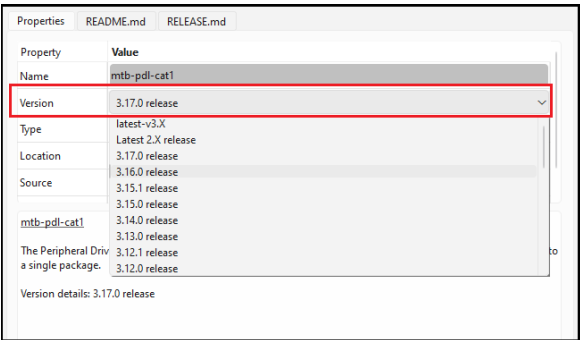 Properties README.md RELEASE.md
Property Value
Name mtb-pdl-cat1
Version 3.17.0 release
Type
Location
Source
latest-v3.X
Latest 2.X release
3.17.0 release
3.16.0 release
3.15.1 release
3.15.0 release
3.14.0 release
3.13.0 release
3.12.1 release
3.12.0 release
mtb-pdl-cat1
The Peripheral Driv to
a single package.
Version details: 3.17.0 release